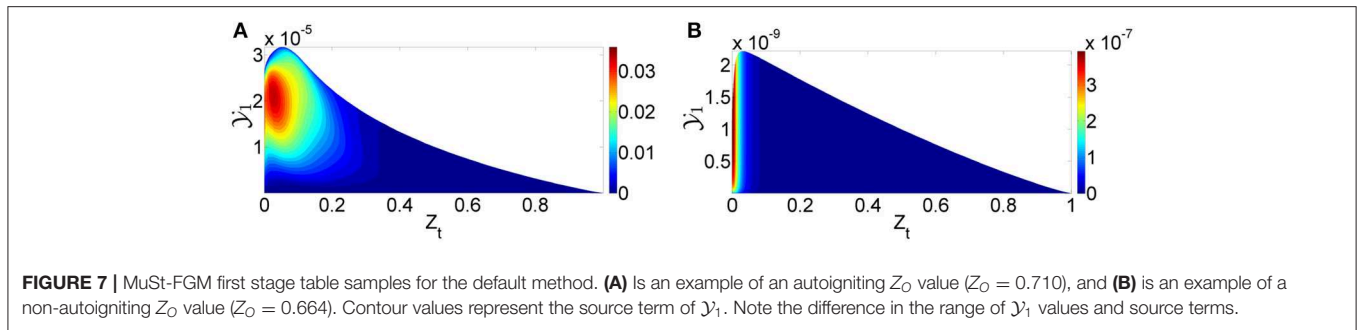 A
x 10⁻⁵
3
2
1
𝒴₁
0 0.2 0.4 0.6 0.8
Z_t
0.03
0.02
0.01
0
B
x 10⁻⁹
2
1.5
1
0.5
𝒴₁
0 0.2 0.4 0.6 0.8 1
Z_t
x 10⁻⁷
3
2
1
0
FIGURE 7 | MuSt-FGM first stage table samples for the default method. (A) Is an example of an autoigniting Z_O value (Z_O = 0.710), and (B) is an example of a
non-autoigniting Z_O value (Z_O = 0.664). Contour values represent the source term of 𝒴₁. Note the difference in the range of 𝒴₁ values and source terms.